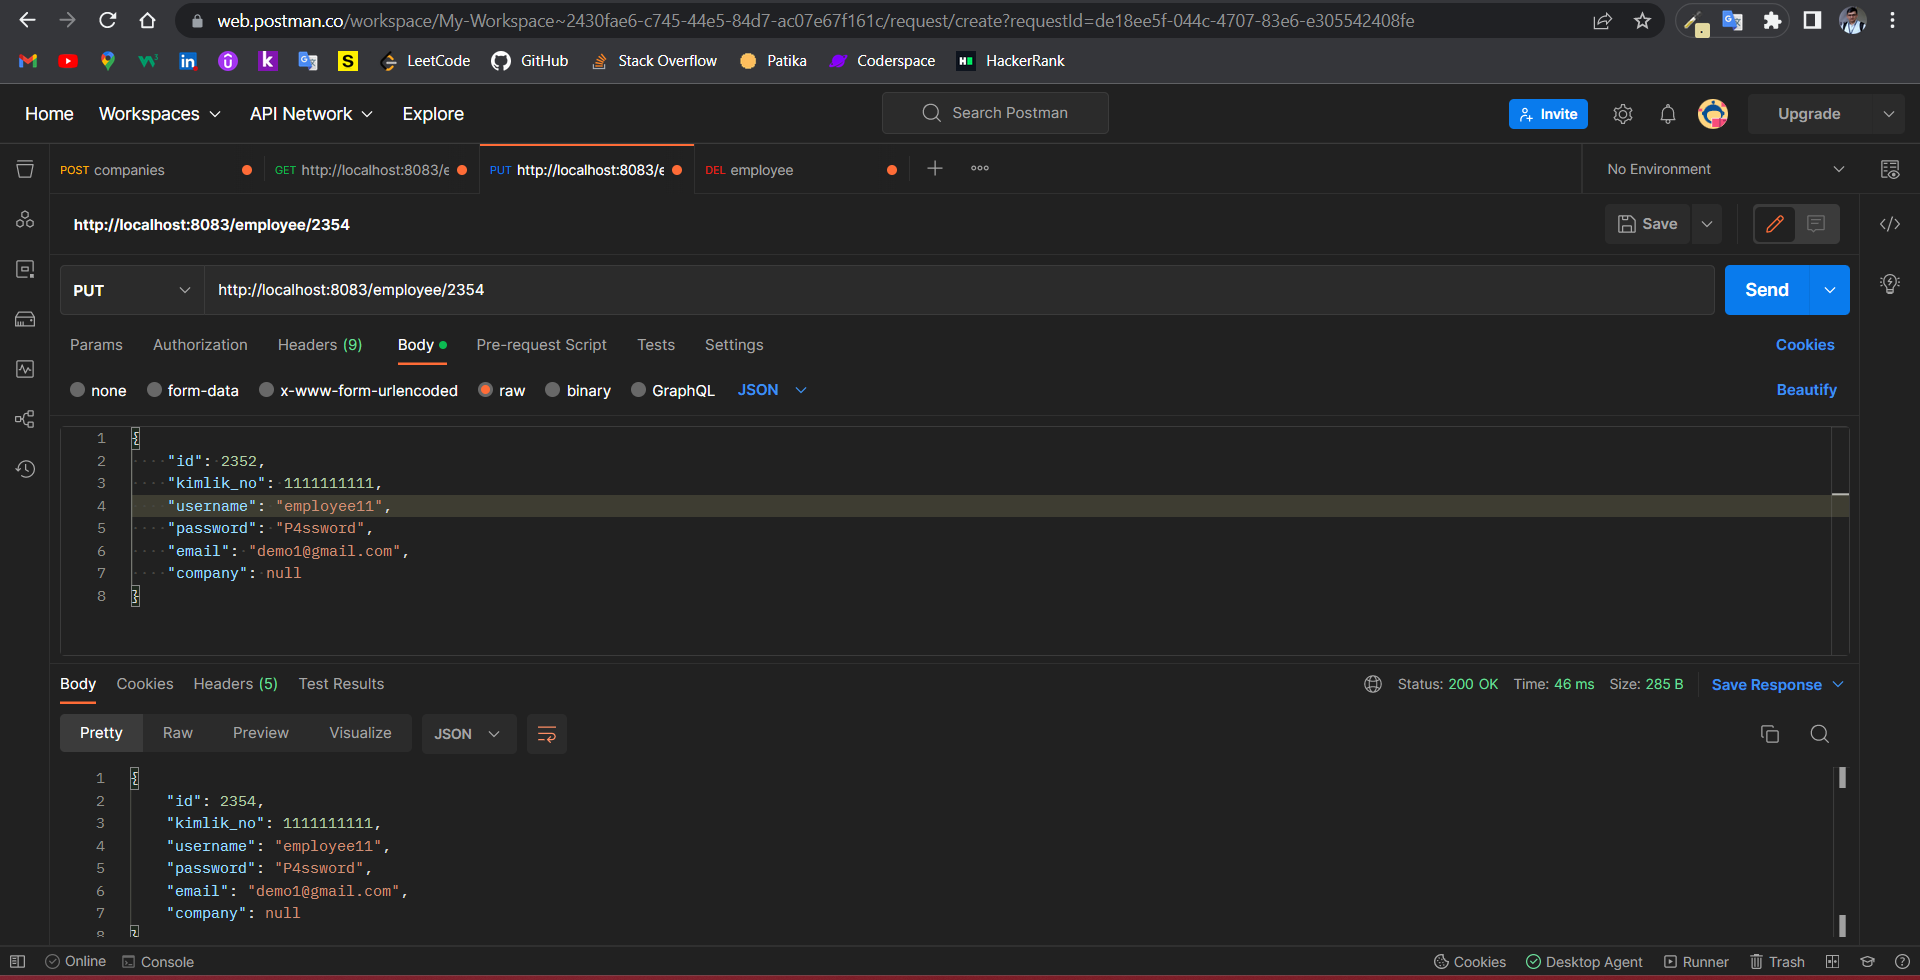 web.postman.co/workspace/My-Workspace~2430fae6-c745-44e5-84d7-ac07e67f161c/request/create?requestId=de18ee5f-044c-4707-83e6-e305542408fe
LeetCode GitHub Stack Overflow Patika Coderspace HackerRank
Home Workspaces API Network Explore Search Postman Invite Upgrade
POST companies GET http://localhost:8083/e PUT http://localhost:8083/e DEL employee No Environment
http://localhost:8083/employee/2354 Save
PUT http://localhost:8083/employee/2354 Send
Params Authorization Headers (9) Body Pre-request Script Tests Settings Cookies
none form-data x-www-form-urlencoded raw binary GraphQL JSON Beautify
1 {
2 "id": 2352,
3 "kimlik_no": 1111111111,
4 "username": "employee11",
5 "password": "P4ssword",
6 "email": "demo1@gmail.com",
7 "company": null
8 }
Body Cookies Headers (5) Test Results Status: 200 OK Time: 46 ms Size: 285 B Save Response
Pretty Raw Preview Visualize JSON
1 {
2 "id": 2354,
3 "kimlik_no": 1111111111,
4 "username": "employee11",
5 "password": "P4ssword",
6 "email": "demo1@gmail.com",
7 "company": null
8 }
Online Console Cookies Desktop Agent Runner Trash